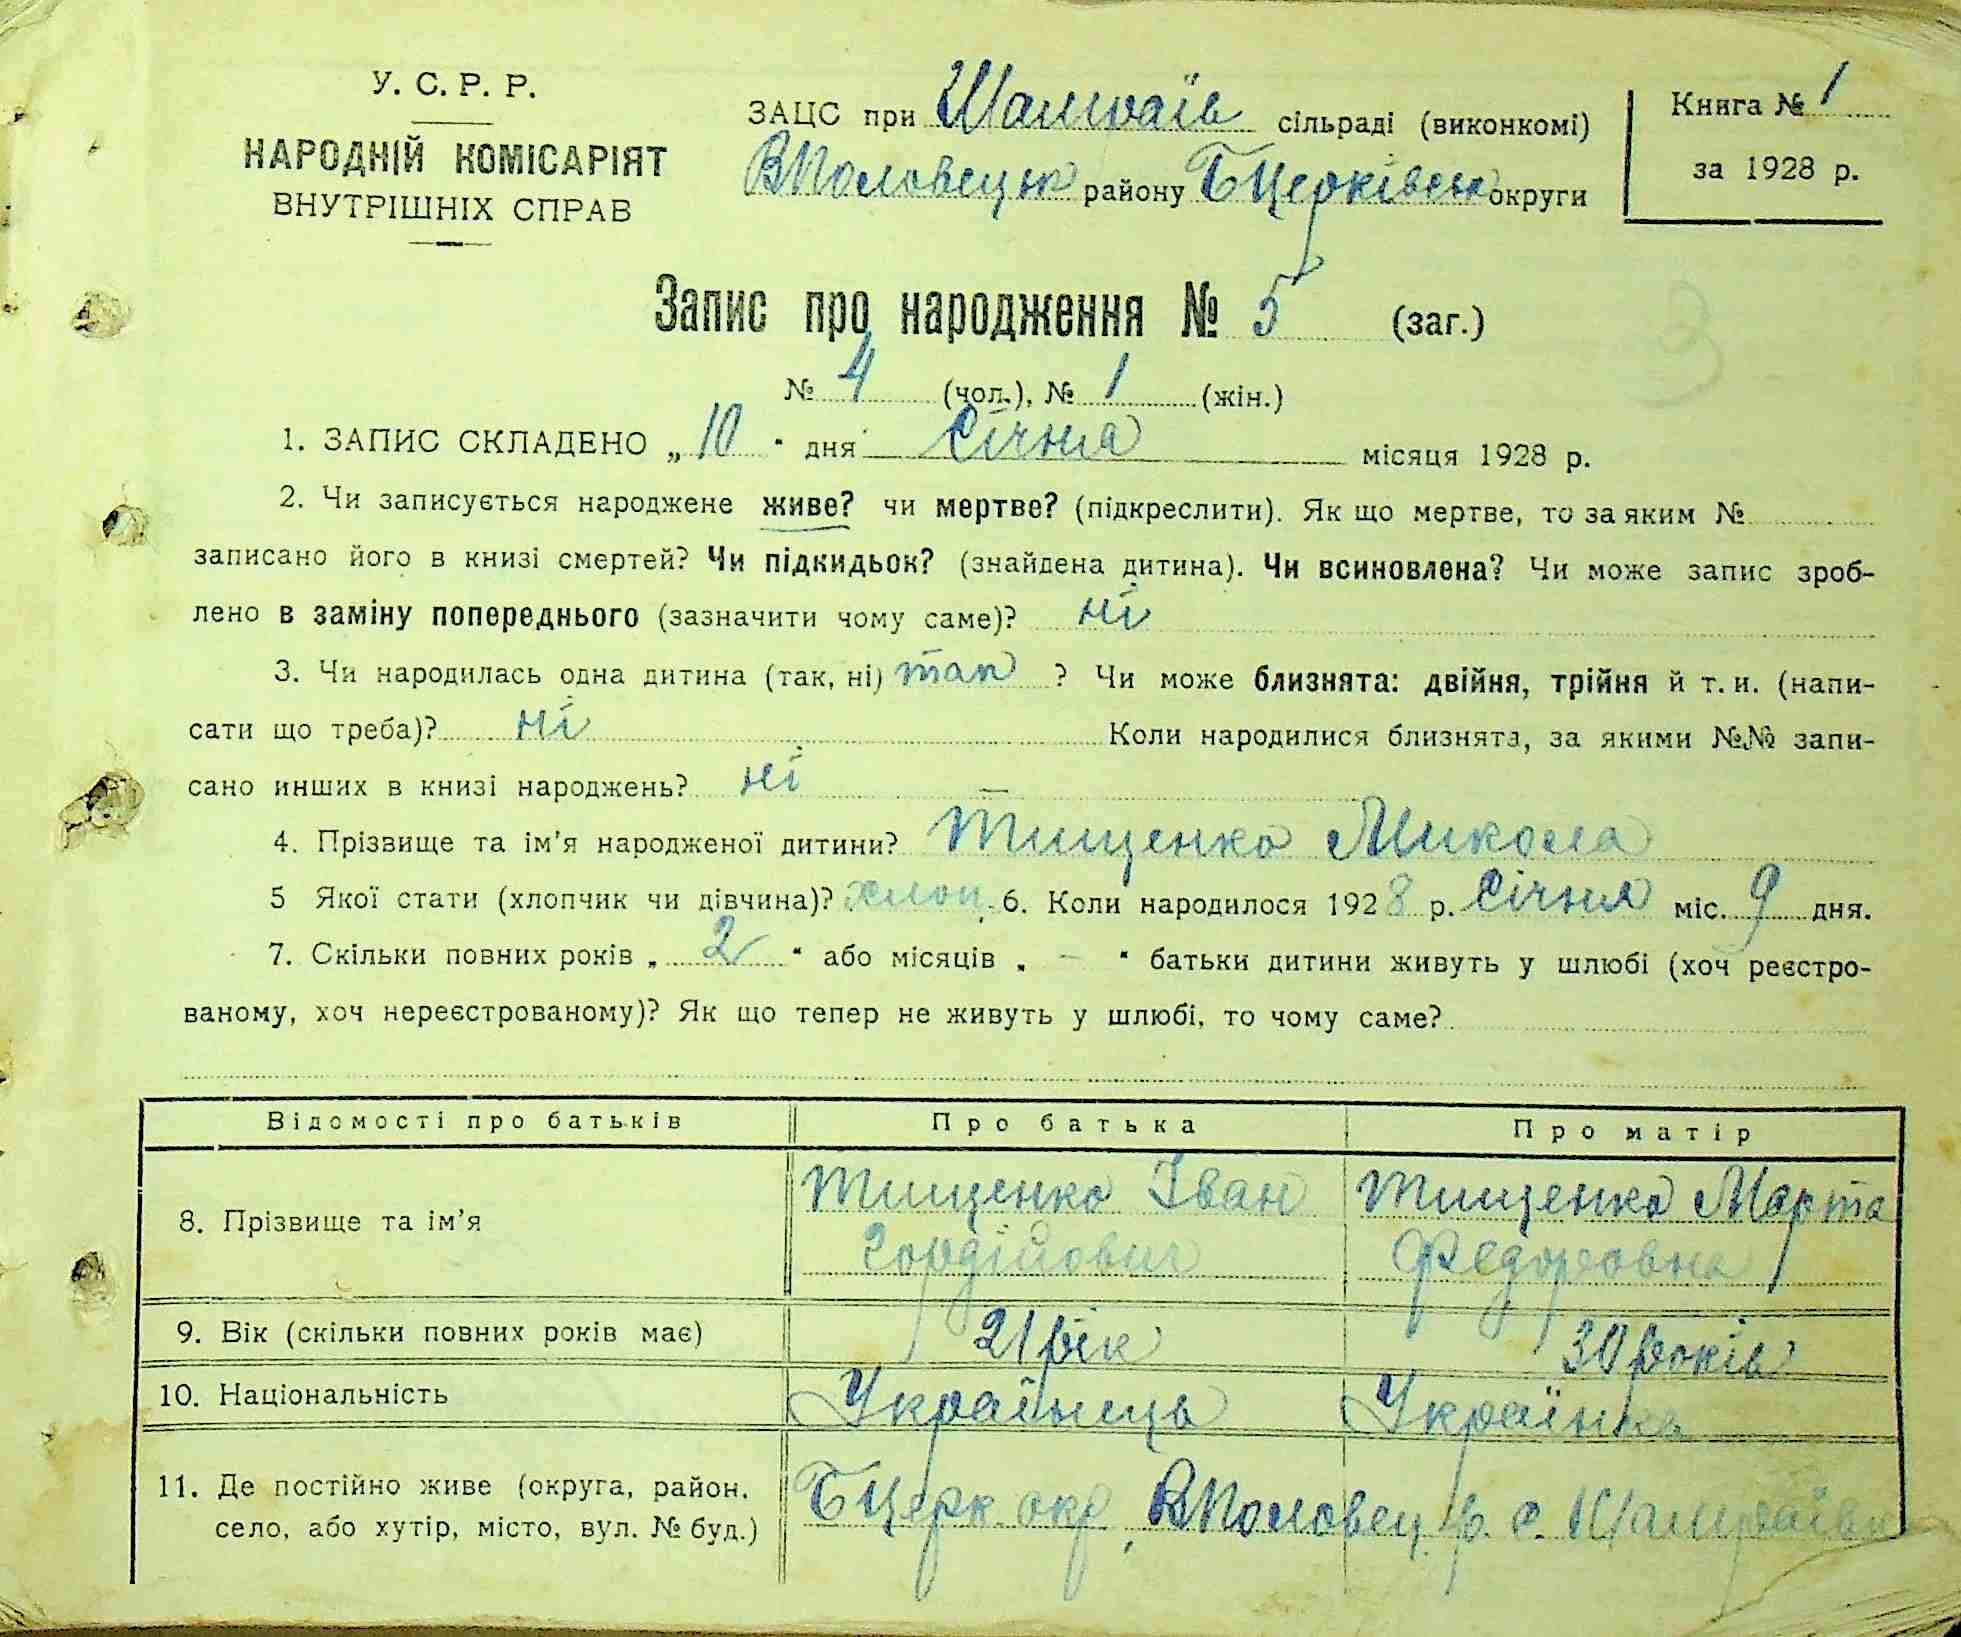 У. С. Р. Р.
НАРОДНІЙ КОМІСАРІЯТ
ВНУТРІШНІХ СПРАВ
ЗАЦС при Шамраїв сільраді (виконкомі)
ВПоловецьк району БЦерківськ округи
Книга № 1
за 1928 р.
Запис про народження № 5 (заг.)
№ 4 (чол.), № 1 (жін.)
1. ЗАПИС СКЛАДЕНО „ 10 " дня Січня місяця 1928 р.
2. Чи записується народжене живе? чи мертве? (підкреслити). Як що мертве, то за яким №
записано його в книзі смертей? Чи підкидьок? (знайдена дитина). Чи всиновлена? Чи може запис зроб-
лено в заміну попереднього (зазначити чому саме)? ні
3. Чи народилась одна дитина (так, ні) так ? Чи може близнята: двійня, трійня й т. и. (напи-
сати що треба)? ні Коли народилися близнята, за якими №№ запи-
сано инших в книзі народжень? ні
4. Прізвище та ім'я народженої дитини? Тищенко Микола
5 Якої стати (хлопчик чи дівчина)? хлоп. 6. Коли народилося 1928 р. Січня міс. 9 дня.
7. Скільки повних років „ 2 " або місяців „ – " батьки дитини живуть у шлюбі (хоч реєстро-
ваному, хоч нереєстрованому)? Як що тепер не живуть у шлюбі, то чому саме?
Відомості про батьків Про батька Про матір
8. Прізвище та ім'я Тищенко Іван Гордійович Тищенко Марта Федоровна
9. Вік (скільки повних років має) 21 рік 30 років
10. Національність Українець Українка
11. Де постійно живе (округа, район, село, або хутір, місто, вул. № буд.) БЦерк. окр, ВПоловец. р. с. Шамраївка